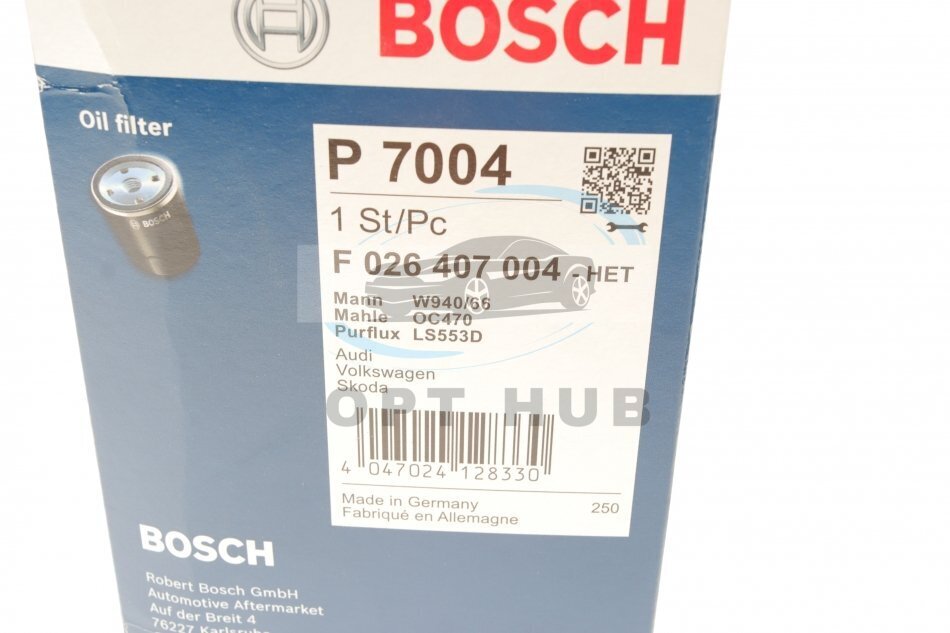 BOSCH
Oil filter
BOSCH
P 7004
1 St/Pc
F 026 407 004 - HET
Mann W940/66
Mahle OC470
Purflux LS553D
Audi
Volkswagen
Skoda
OPT HUB
4 047024 128330
Made in Germany
Fabriqué en Allemagne
250
BOSCH
Robert Bosch GmbH
Automotive Aftermarket
Auf der Breit 4
76227 Karlsruhe